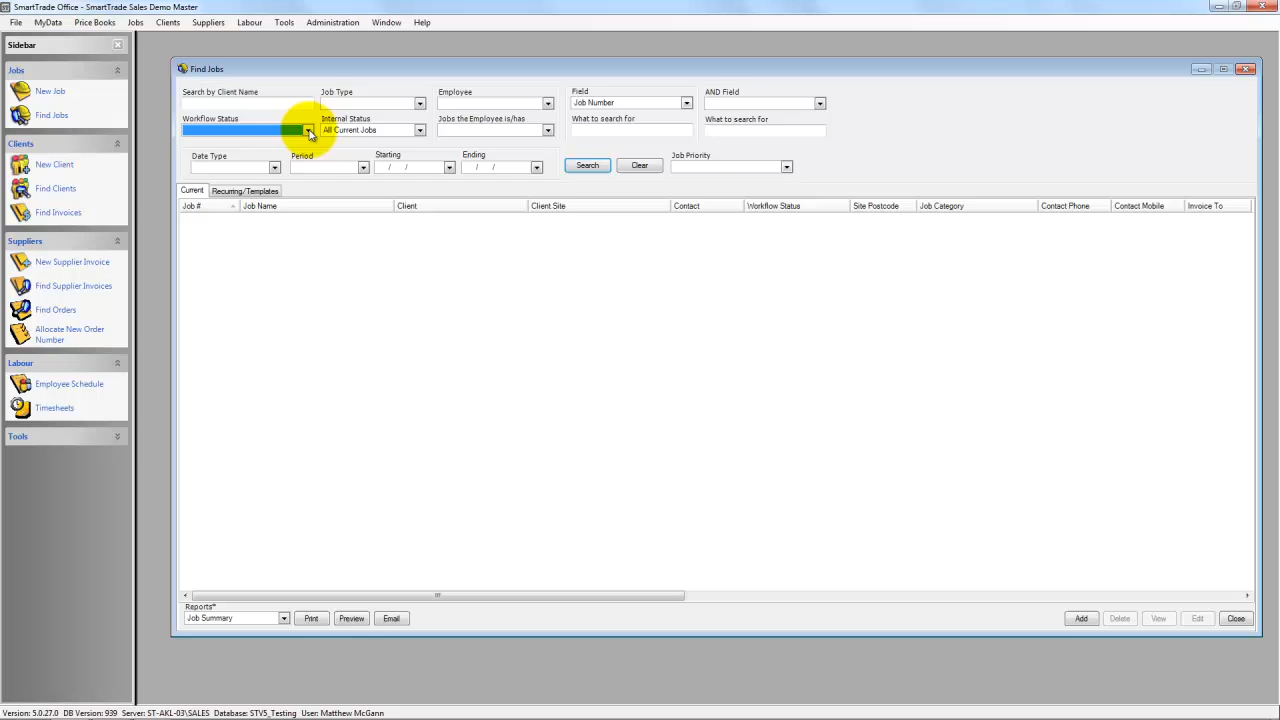 SmartTrade Office - SmartTrade Sales Demo Master
File MyData Price Books Jobs Clients Suppliers Labour Tools Administration Window Help
Sidebar
Jobs
New Job
Find Jobs
Clients
New Client
Find Clients
Find Invoices
Suppliers
New Supplier Invoice
Find Supplier Invoices
Find Orders
Allocate New Order
Number
Labour
Employee Schedule
Timesheets
Tools
Find Jobs
Search by Client Name Job Type Employee Field AND Field
Job Number
Workflow Status Internal Status Jobs the Employee is/has What to search for What to search for
All Current Jobs
Date Type Period Starting Ending Job Priority
/ / / / Search Clear
Current Recurring/Templates
Job # Job Name Client Client Site Contact Workflow Status Site Postcode Job Category Contact Phone Contact Mobile Invoice To
Reports*
Job Summary Print Preview Email Add Delete View Edit Close
Version: 5.0.27.0 DB Version: 939 Server: ST-AKL-03\SALES Database: STV5_Testing User: Matthew McGann